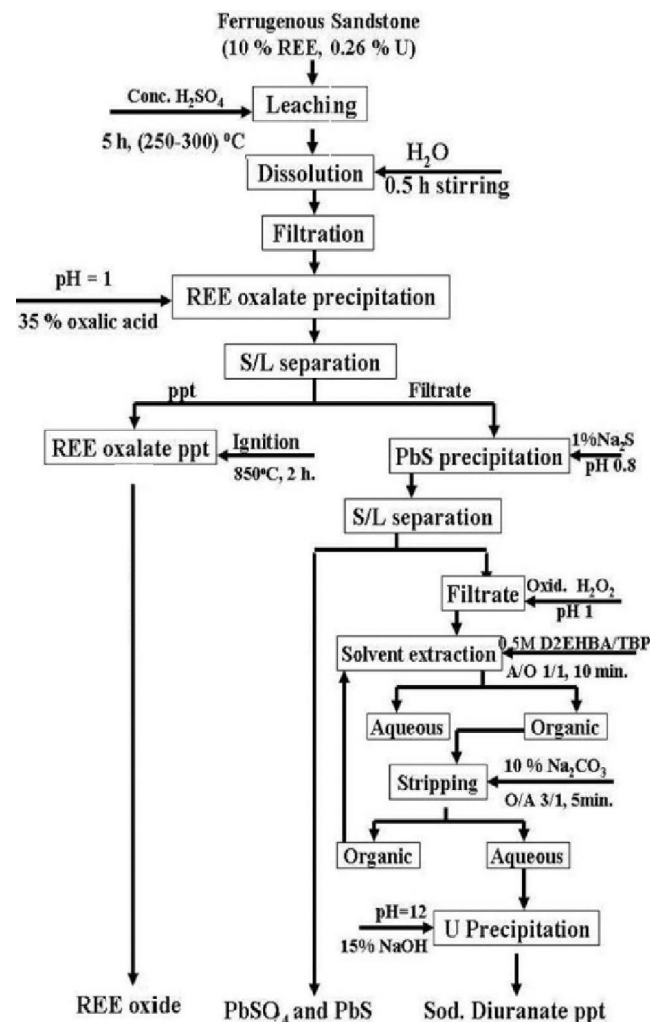 Ferrugenous Sandstone
(10 % REE, 0.26 % U)
Conc. H₂SO₄
Leaching
5 h, (250-300) ⁰C
H₂O
Dissolution
0.5 h stirring
Filtration
pH = 1
REE oxalate precipitation
35 % oxalic acid
S/L separation
ppt
Filtrate
REE oxalate ppt
Ignition
850⁰C, 2 h.
PbS precipitation
1%Na₂S
pH 0.8
S/L separation
Filtrate
Oxid. H₂O₂
pH 1
Solvent extraction
0.5M D2EHBA/TBP
A/O 1/1, 10 min.
Aqueous
Organic
Stripping
10 % Na₂CO₃
O/A 3/1, 5min.
Organic
Aqueous
pH=12
U Precipitation
15% NaOH
REE oxide
PbSO₄ and PbS
Sod. Diuranate ppt